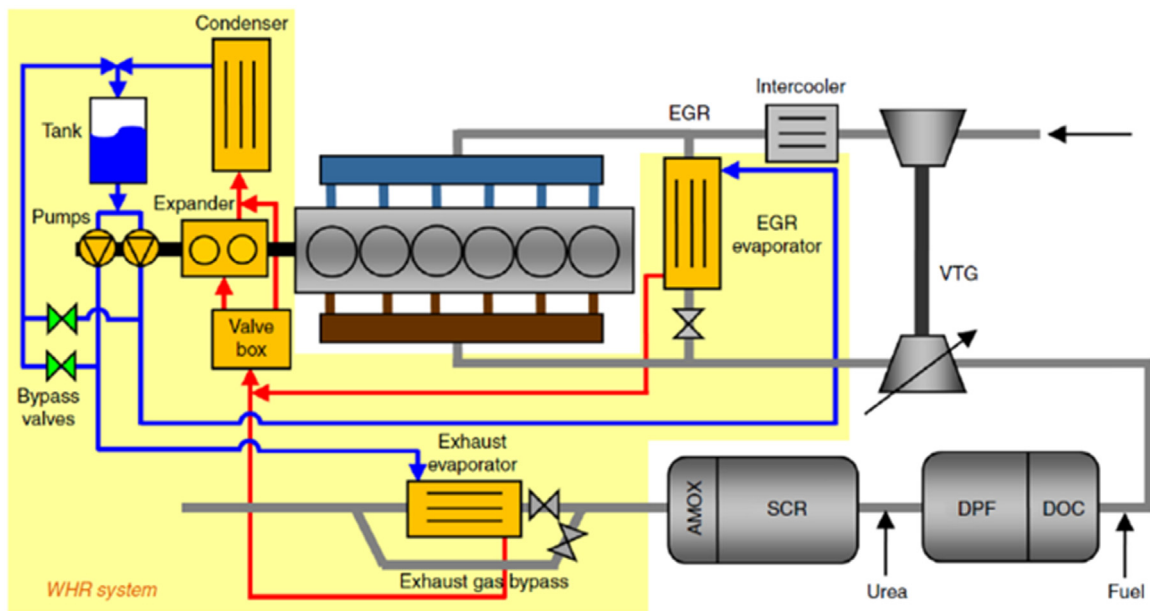 Condenser
Intercooler
EGR
Tank
Expander
Pumps
EGR
evaporator
VTG
Valve
box
Bypass
valves
Exhaust
evaporator
AMOX
SCR
DPF
DOC
Exhaust gas bypass
WHR system
Urea
Fuel